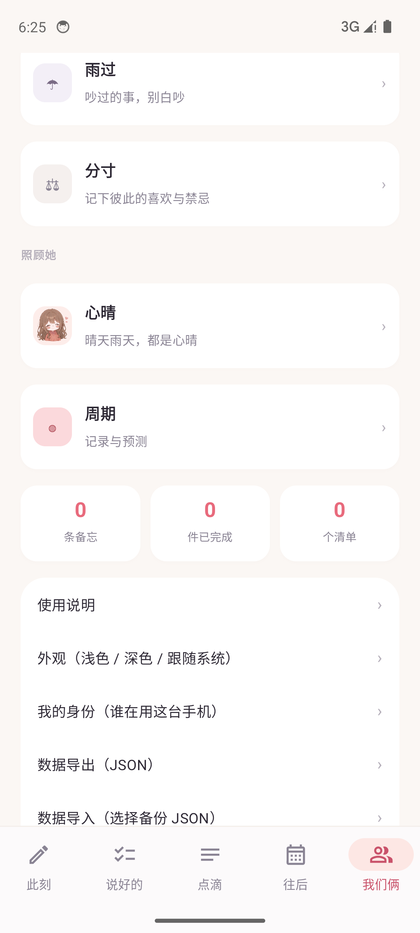 6:25
3G
雨过
吵过的事，别白吵
分寸
记下彼此的喜欢与禁忌
照顾她
心晴
晴天雨天，都是心晴
周期
记录与预测
0
0
0
条备忘
件已完成
个清单
使用说明
外观（浅色 / 深色 / 跟随系统）
我的身份（谁在用这台手机）
数据导出（JSON）
数据导入（选择备份 JSON）
此刻
说好的
点滴
往后
我们俩